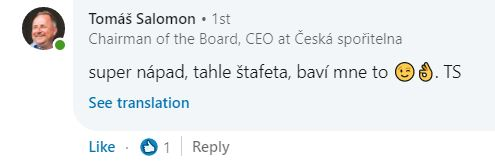 Tomáš Salomon • 1st
Chairman of the Board, CEO at Česká spořitelna
super nápad, tahle štafeta, baví mne to 😉👌. TS
See translation
Like · 1 | Reply